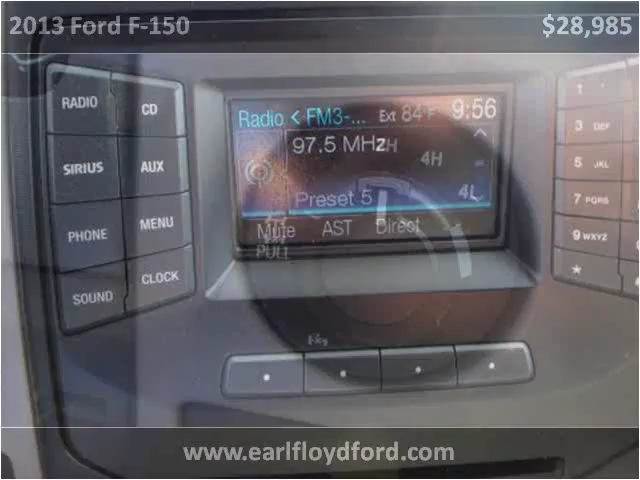 2013 Ford F-150 $28,985
RADIO CD 1
Radio < FM3-... Ext 84°F 9:56
97.5 MHz
3 DEF
2H
4H
SIRIUS AUX 5 JKL
Preset 5 4L
7 PQRS
PHONE MENU Mute AST Direct 9 WXYZ
PULL
SOUND CLOCK *
www.earlfloydford.com